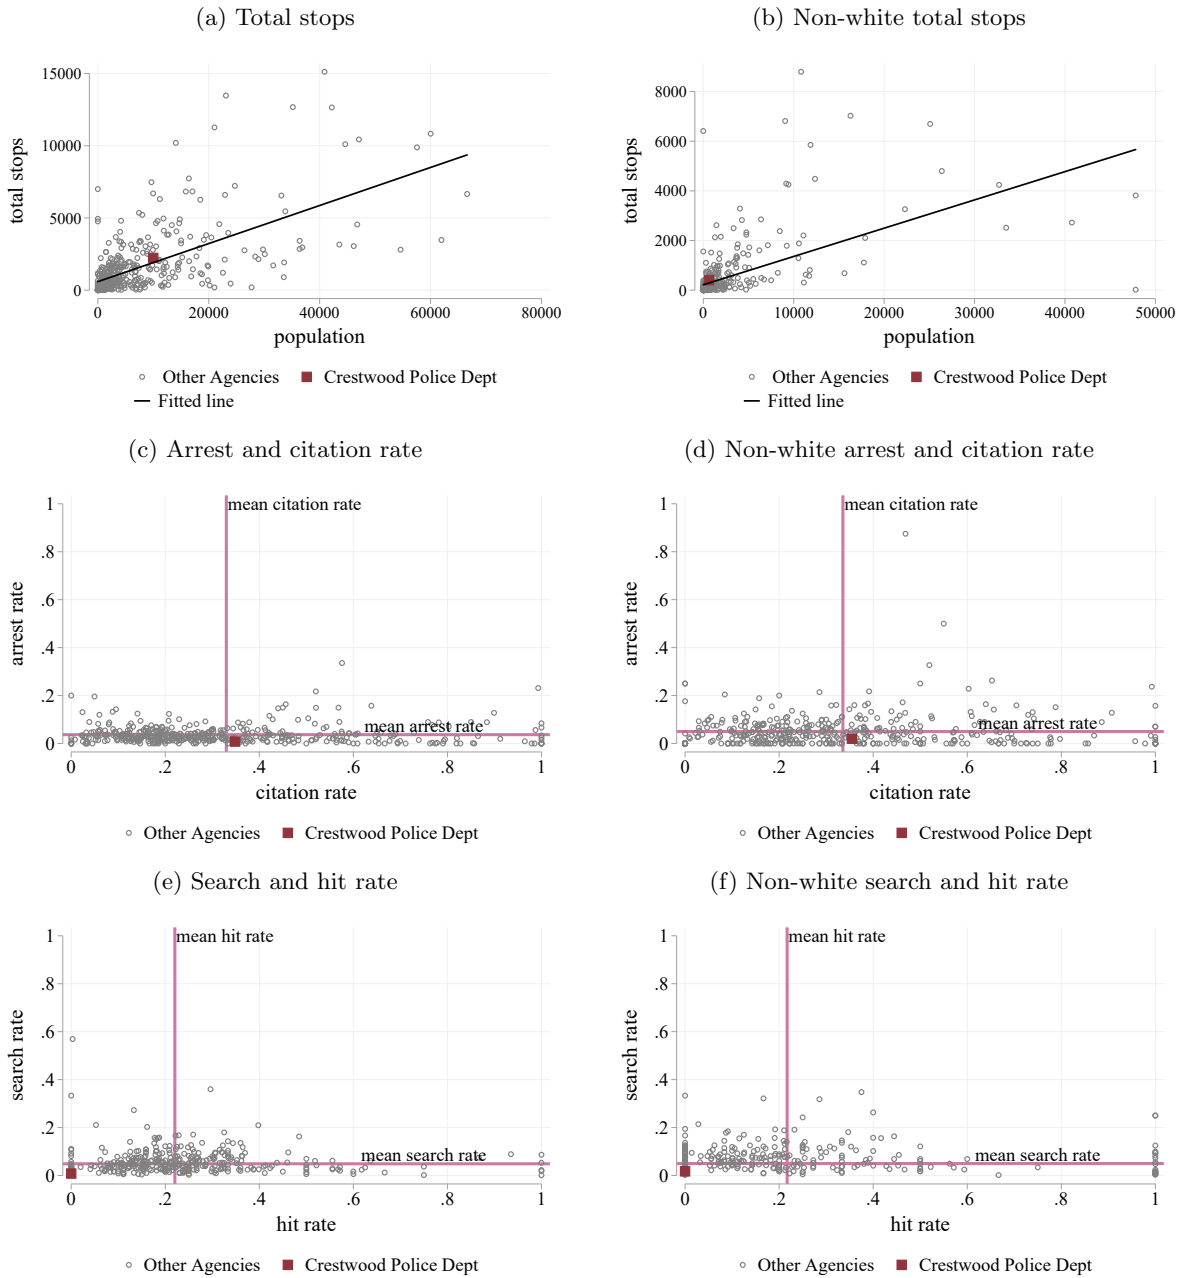 (a) Total stops
(b) Non-white total stops
total stops
15000
10000
5000
0
0 20000 40000 60000 80000
population
Other Agencies Crestwood Police Dept
Fitted line
total stops
8000
6000
4000
2000
0
0 10000 20000 30000 40000 50000
population
Other Agencies Crestwood Police Dept
Fitted line
(c) Arrest and citation rate
(d) Non-white arrest and citation rate
arrest rate
1
.8
.6
.4
.2
0
mean citation rate
mean arrest rate
0 .2 .4 .6 .8 1
citation rate
Other Agencies Crestwood Police Dept
arrest rate
1
.8
.6
.4
.2
0
mean citation rate
mean arrest rate
0 .2 .4 .6 .8 1
citation rate
Other Agencies Crestwood Police Dept
(e) Search and hit rate
(f) Non-white search and hit rate
search rate
1
.8
.6
.4
.2
0
mean hit rate
mean search rate
0 .2 .4 .6 .8 1
hit rate
Other Agencies Crestwood Police Dept
search rate
1
.8
.6
.4
.2
0
mean hit rate
mean search rate
0 .2 .4 .6 .8 1
hit rate
Other Agencies Crestwood Police Dept